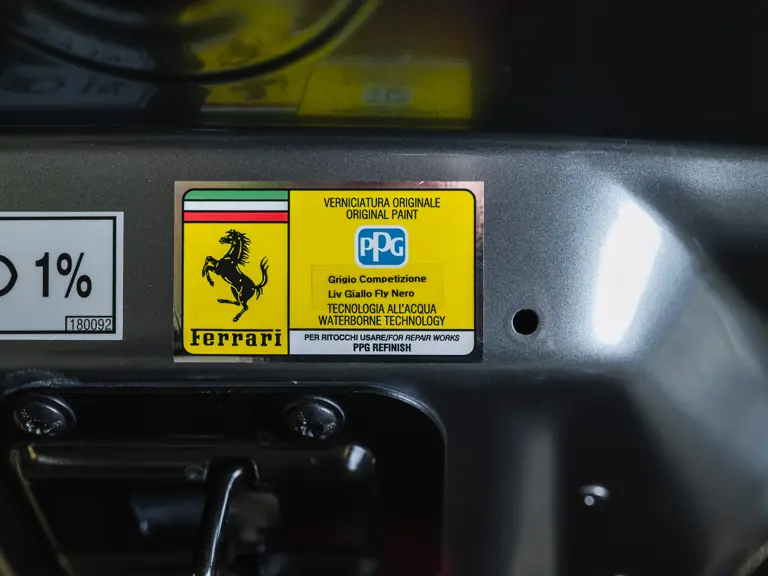 1%
180092
Ferrari
VERNICIATURA ORIGINALE
ORIGINAL PAINT
PPG
Grigio Competizione
Liv Giallo Fly Nero
TECNOLOGIA ALL'ACQUA
WATERBORNE TECHNOLOGY
PER RITOCCHI USARE/FOR REPAIR WORKS
PPG REFINISH